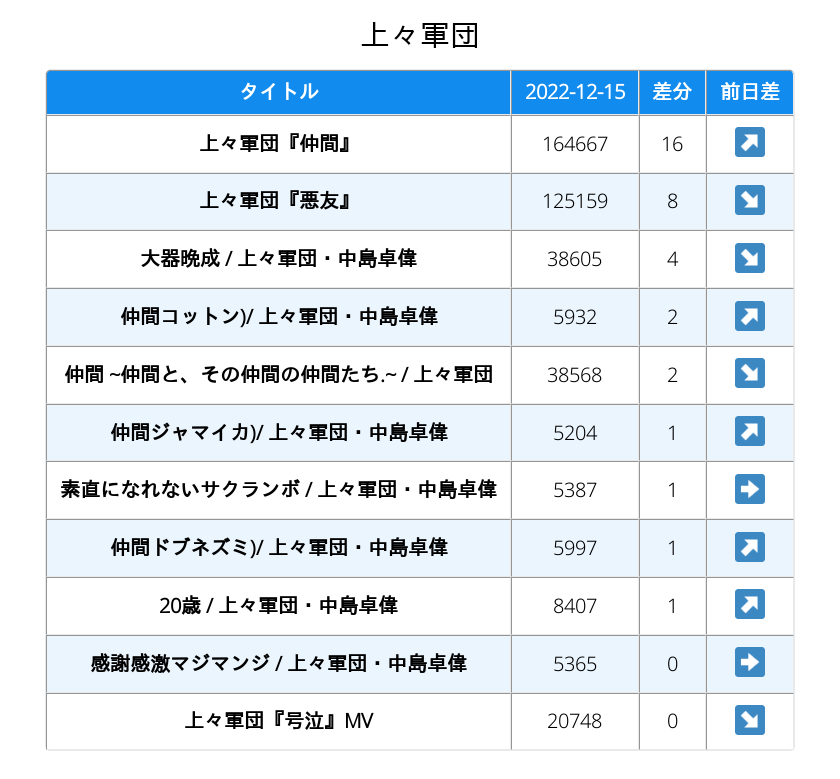 上々軍団
タイトル 2022-12-15 差分 前日差
上々軍団『仲間』 164667 16 ↗
上々軍団『悪友』 125159 8 ↘
大器晩成 / 上々軍団・中島卓偉 38605 4 ↘
仲間コットン)/ 上々軍団・中島卓偉 5932 2 ↗
仲間 ~仲間と、その仲間の仲間たち.~ / 上々軍団 38568 2 ↘
仲間ジャマイカ)/ 上々軍団・中島卓偉 5204 1 ↗
素直になれないサクランボ / 上々軍団・中島卓偉 5387 1 ➡
仲間ドブネズミ)/ 上々軍団・中島卓偉 5997 1 ↗
20歳 / 上々軍団・中島卓偉 8407 1 ↗
感謝感激マジマンジ / 上々軍団・中島卓偉 5365 0 ➡
上々軍団『号泣』MV 20748 0 ↘